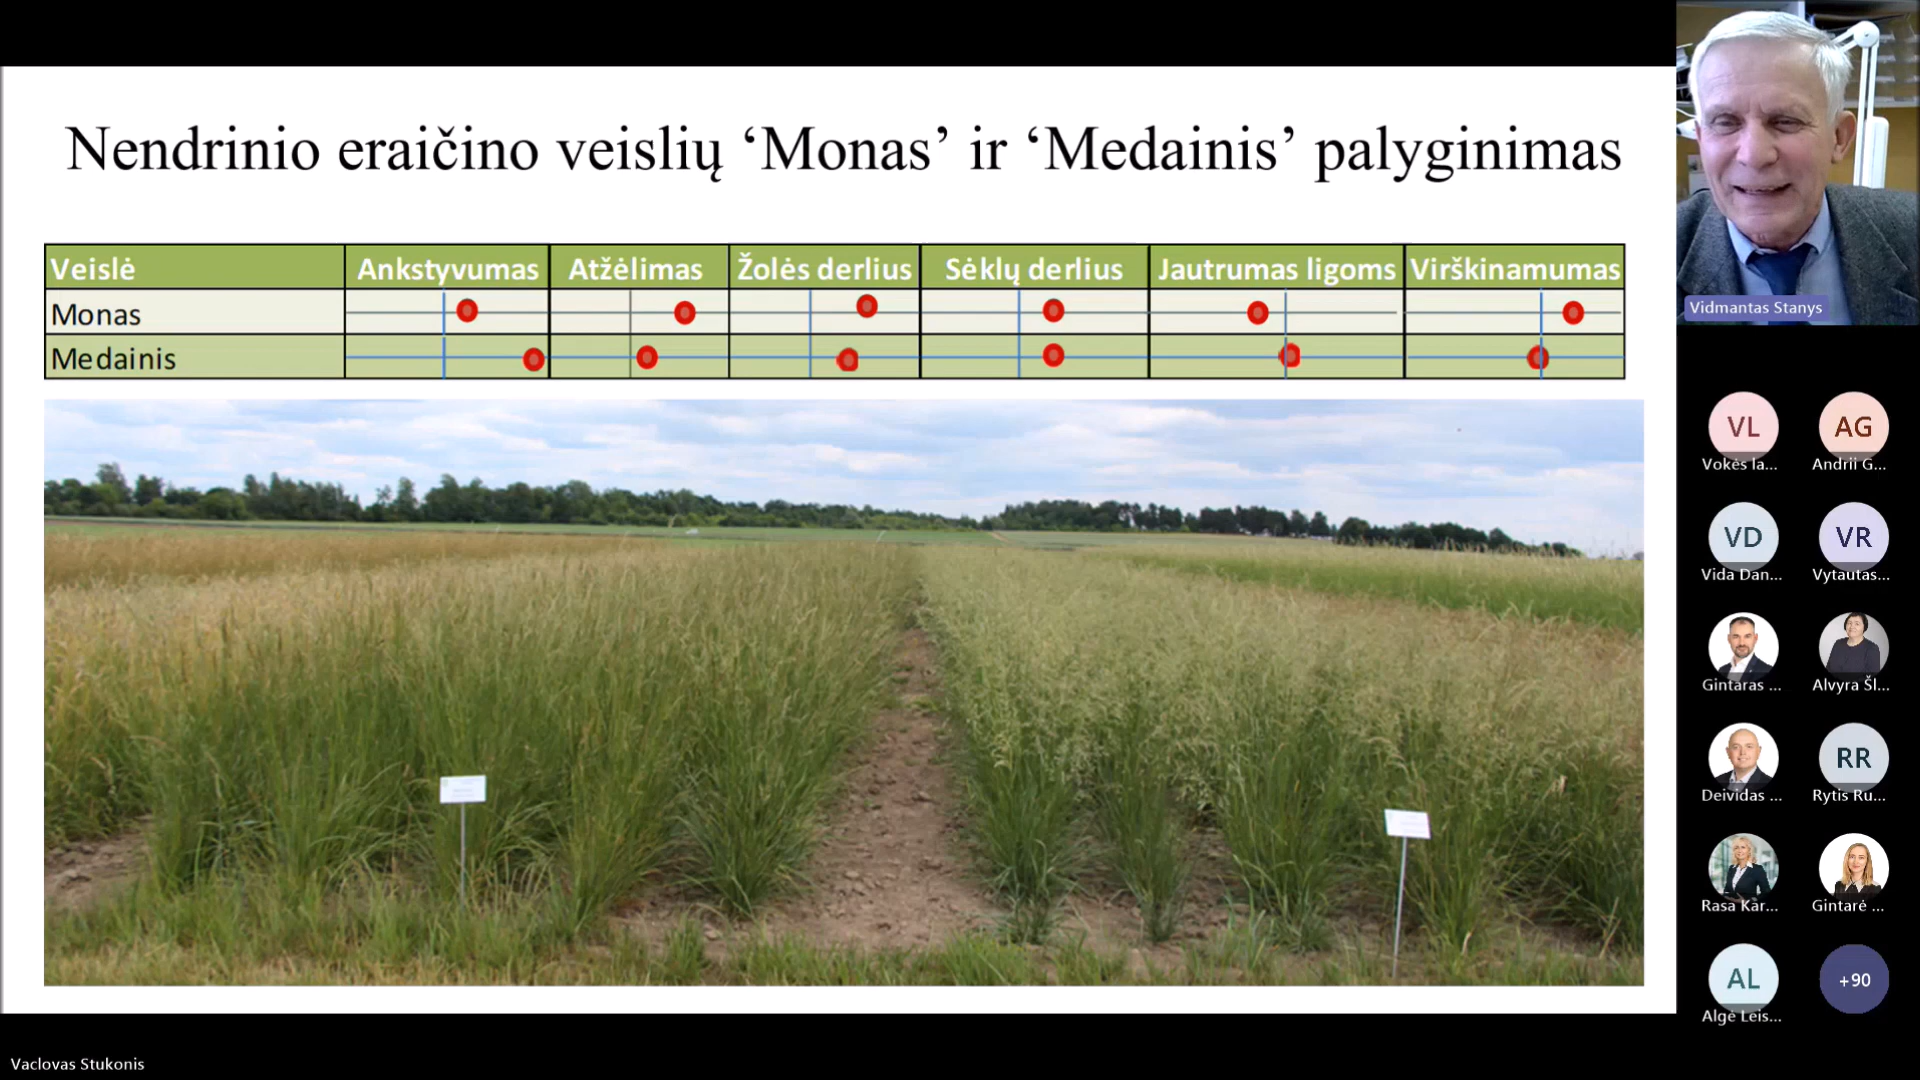 Nendrinio eraičino veislių ‘Monas’ ir ‘Medainis’ palyginimas
Veislė Ankstyvumas Atžėlimas Žolės derlius Sėklų derlius Jautrumas ligoms Virškinamumas
Monas
Medainis
Vidmantas Stanys
VL
Vokės la...
AG
Andrii G...
VD
Vida Dan...
VR
Vytautas...
Gintaras ...
Alvyra Šl...
Deividas ...
RR
Rytis Ru...
Rasa Kar...
Gintarė ...
AL
Algė Leis...
+90
Vaclovas Stukonis